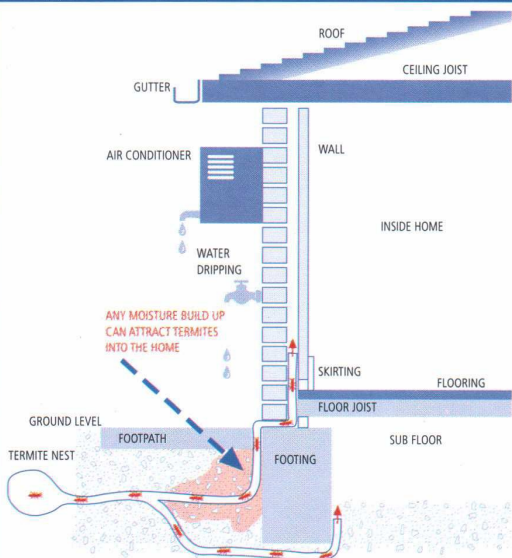 ROOF
CEILING JOIST
GUTTER
AIR CONDITIONER
WALL
INSIDE HOME
WATER
DRIPPING
ANY MOISTURE BUILD UP
CAN ATTRACT TERMITES
INTO THE HOME
SKIRTING
FLOORING
FLOOR JOIST
GROUND LEVEL
FOOTPATH
SUB FLOOR
TERMITE NEST
FOOTING